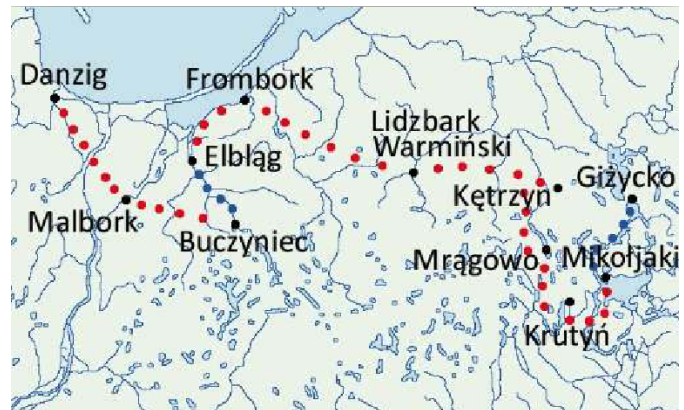 Danzig
Frombork
Lidzbark
Warmiński
Elbląg
Giżycko
Kętrzyn
Malbork
Buczyniec
Mrągowo
Mikołjaki
Krutyń